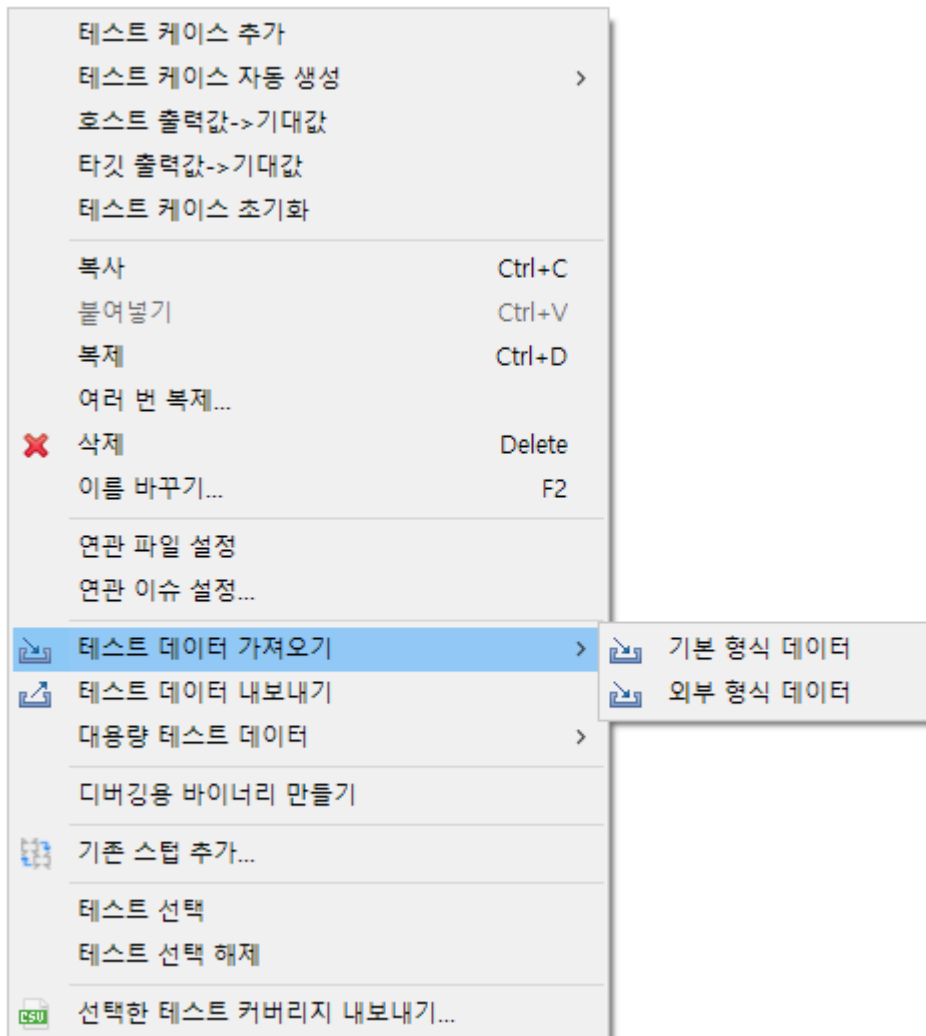 테스트 케이스 추가
테스트 케이스 자동 생성
호스트 출력값->기대값
타깃 출력값->기대값
테스트 케이스 초기화
복사 Ctrl+C
붙여넣기 Ctrl+V
복제 Ctrl+D
여러 번 복제...
삭제 Delete
이름 바꾸기... F2
연관 파일 설정
연관 이슈 설정...
테스트 데이터 가져오기
기본 형식 데이터
테스트 데이터 내보내기
외부 형식 데이터
대용량 테스트 데이터
디버깅용 바이너리 만들기
기존 스텁 추가...
테스트 선택
테스트 선택 해제
CSV 선택한 테스트 커버리지 내보내기...